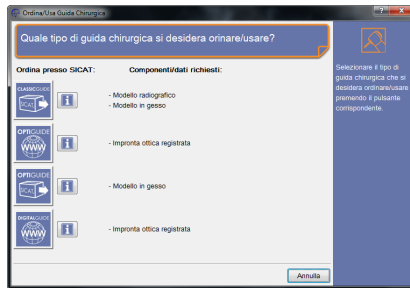 Ordina/Usa Guida Chirurgica
Quale tipo di guida chirurgica si desidera orinare/usare?
Ordina presso SICAT: Componenti/dati richiesti:
CLASSICGUIDE
SICAT
- Modello radiografico
- Modello in gesso
OPTIGUIDE
WWW
- Impronta ottica registrata
OPTIGUIDE
SICAT
- Modello in gesso
DIGITALGUIDE
WWW
- Impronta ottica registrata
Selezionare il tipo di
guida chirurgica che si
desidera ordinare/usare
premendo il pulsante
corrispondente.
Annulla